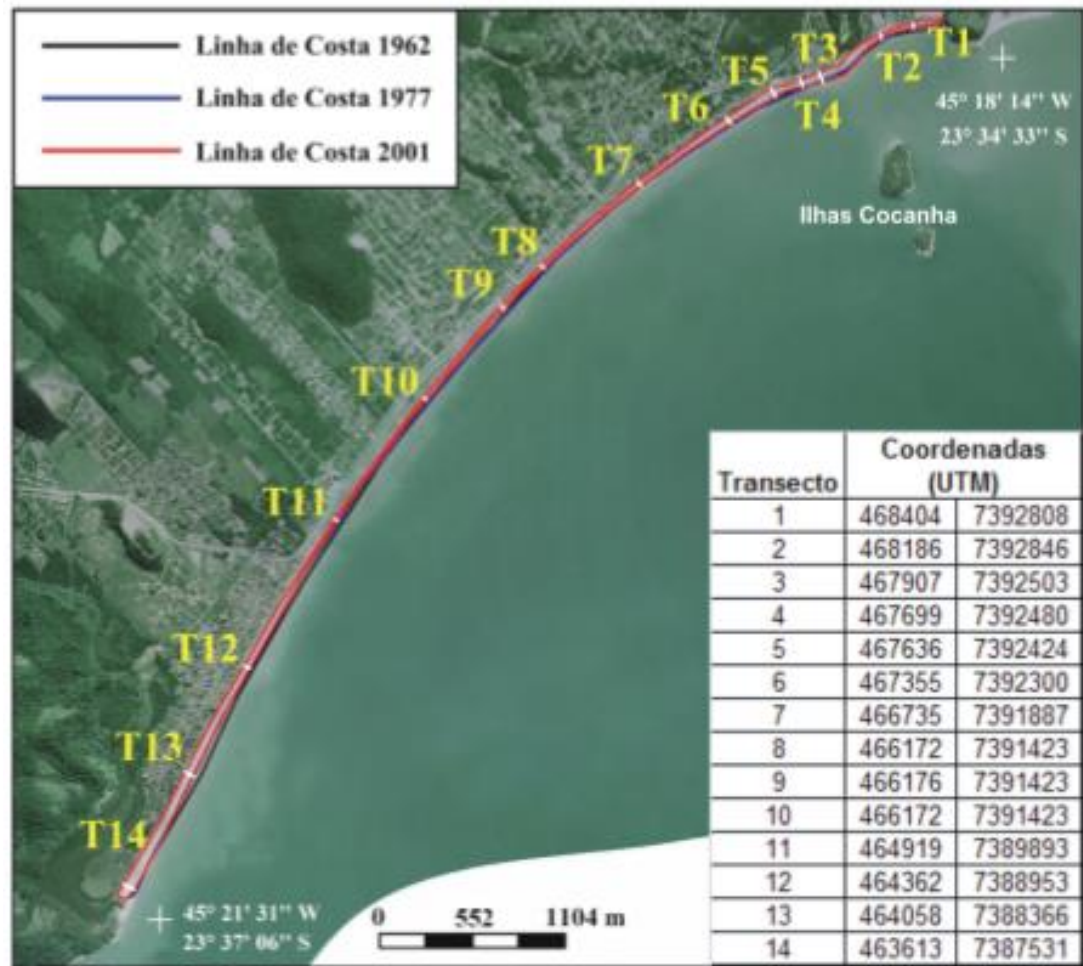 Linha de Costa 1962
Linha de Costa 1977
Linha de Costa 2001
T1
T2
T3
T4
T5
T6
T7
T8
T9
T10
T11
T12
T13
T14
45° 18' 14'' W
23° 34' 33'' S
Ilhas Cocanha
45° 21' 31'' W
23° 37' 06'' S
0 552 1104 m
Transecto Coordenadas (UTM)
1 468404 7392808
2 468186 7392846
3 467907 7392503
4 467699 7392480
5 467636 7392424
6 467355 7392300
7 466735 7391887
8 466172 7391423
9 466176 7391423
10 466172 7391423
11 464919 7389893
12 464362 7388953
13 464058 7388366
14 463613 7387531